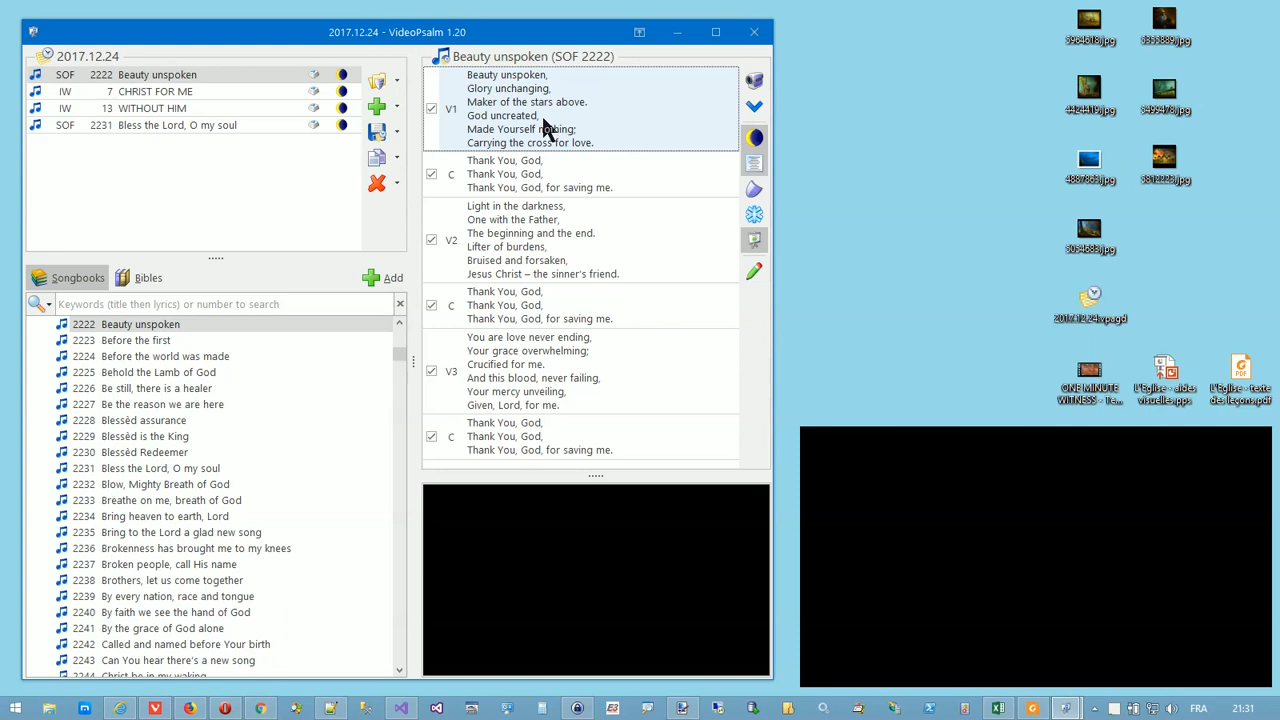 2017.12.24 - VideoPsalm 1.20
2017.12.24
SOF 2222 Beauty unspoken
IW 7 CHRIST FOR ME
IW 13 WITHOUT HIM
SOF 2231 Bless the Lord, O my soul
Songbooks
Bibles
Add
Keywords (title then lyrics) or number to search
2222 Beauty unspoken
2223 Before the first
2224 Before the world was made
2225 Behold the Lamb of God
2226 Be still, there is a healer
2227 Be the reason we are here
2228 Blessèd assurance
2229 Blessèd is the King
2230 Blessèd Redeemer
2231 Bless the Lord, O my soul
2232 Blow, Mighty Breath of God
2233 Breathe on me, breath of God
2234 Bring heaven to earth, Lord
2235 Bring to the Lord a glad new song
2236 Brokenness has brought me to my knees
2237 Broken people, call His name
2238 Brothers, let us come together
2239 By every nation, race and tongue
2240 By faith we see the hand of God
2241 By the grace of God alone
2242 Called and named before Your birth
2243 Can You hear there's a new song
2244 Christ be in my waking
Beauty unspoken (SOF 2222)
V1
Beauty unspoken,
Glory unchanging,
Maker of the stars above.
God uncreated,
Made Yourself nothing;
Carrying the cross for love.
C
Thank You, God,
Thank You, God,
Thank You, God, for saving me.
V2
Light in the darkness,
One with the Father,
The beginning and the end.
Lifter of burdens,
Bruised and forsaken,
Jesus Christ – the sinner's friend.
C
Thank You, God,
Thank You, God,
Thank You, God, for saving me.
V3
You are love never ending,
Your grace overwhelming;
Crucified for me.
And this blood, never failing,
Your mercy unveiling,
Given, Lord, for me.
C
Thank You, God,
Thank You, God,
Thank You, God, for saving me.
2017.12.24.vpagd
ONE MINUTE
WITNESS - Te...
L'Eglise - aides
visuelles.pps
L'Eglise - texte
des leçons.pdf
FRA
21:31